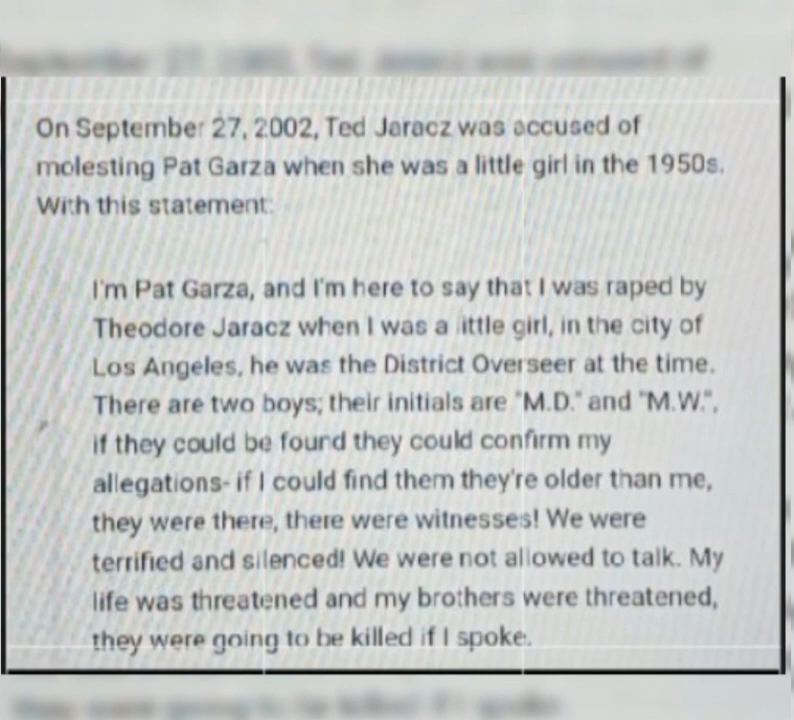 On September 27, 2002, Ted Jaracz was accused of
molesting Pat Garza when she was a little girl in the 1950s.
With this statement:
I'm Pat Garza, and I'm here to say that I was raped by
Theodore Jaracz when I was a little girl, in the city of
Los Angeles, he was the District Overseer at the time.
There are two boys; their initials are "M.D." and "M.W.",
if they could be found they could confirm my
allegations- if I could find them they're older than me,
they were there, there were witnesses! We were
terrified and silenced! We were not allowed to talk. My
life was threatened and my brothers were threatened,
they were going to be killed if I spoke.